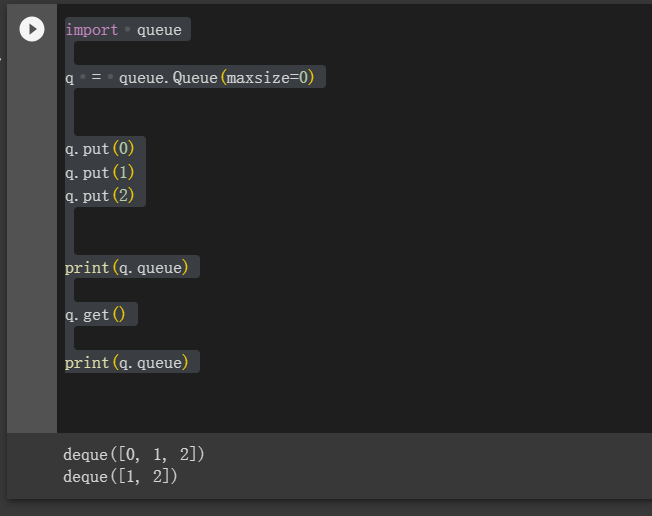 import queue
q = queue.Queue(maxsize=0)
q.put(0)
q.put(1)
q.put(2)
print(q.queue)
q.get()
print(q.queue)
deque([0, 1, 2])
deque([1, 2])